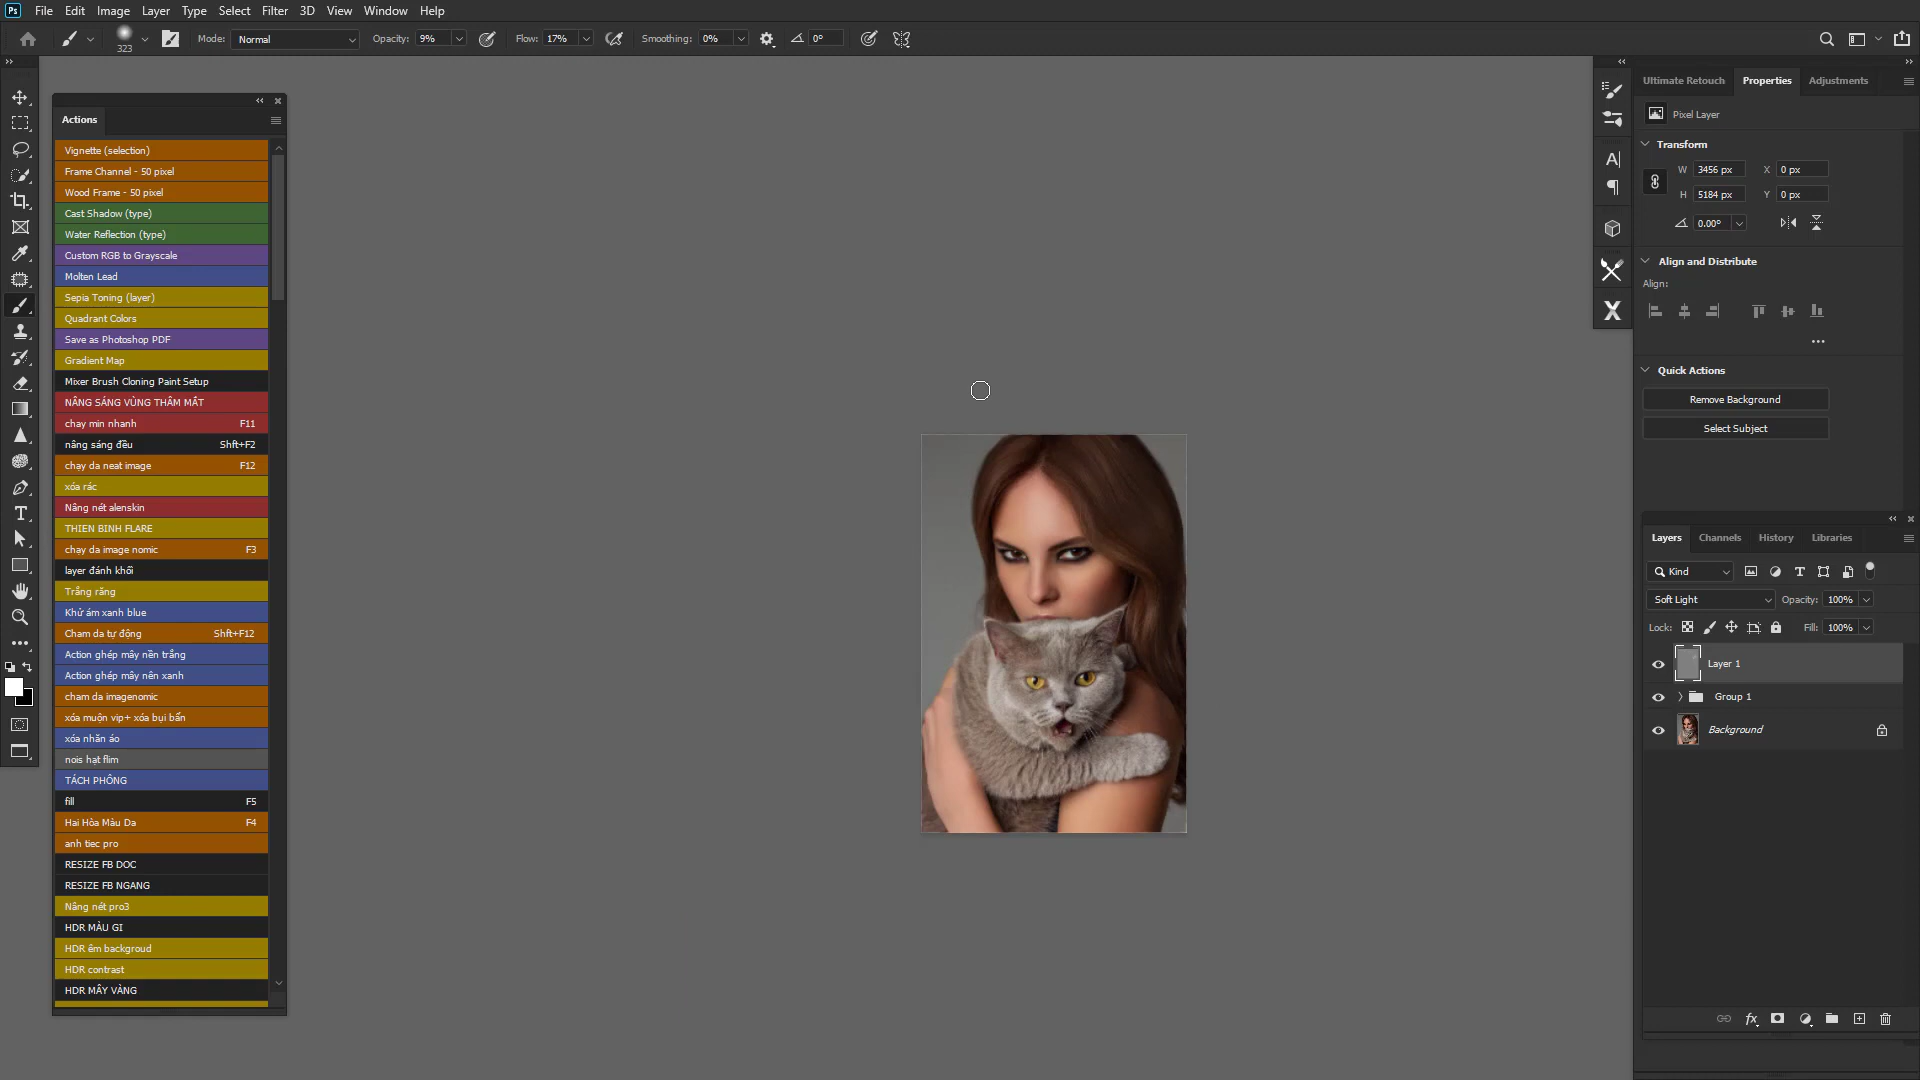 Ps File Edit Image Layer Type Select Filter 3D View Window Help
323 Mode: Normal Opacity: 9% Flow: 17% Smoothing: 0% 0°
Actions
Vignette (selection)
Frame Channel - 50 pixel
Wood Frame - 50 pixel
Cast Shadow (type)
Water Reflection (type)
Custom RGB to Grayscale
Molten Lead
Sepia Toning (layer)
Quadrant Colors
Save as Photoshop PDF
Gradient Map
Mixer Brush Cloning Paint Setup
NÂNG SÁNG VÙNG THÂM MẮT
chay min nhanh F11
nâng sáng đều Shft+F2
chạy da neat image F12
xóa rác
Nâng nét alenskin
THIEN BINH FLARE
chạy da image nomic F3
layer đánh khối
Trắng răng
Khử ám xanh blue
Cham da tự động Shft+F12
Action ghép mây nền trắng
Action ghép mây nên xanh
cham da imagenomic
xóa muộn vip+ xóa bụi bẩn
xóa nhăn áo
nois hạt flim
TÁCH PHÔNG
fill F5
Hai Hòa Màu Da F4
anh tiec pro
RESIZE FB DOC
RESIZE FB NGANG
Nâng nét pro3
HDR MÀU GI
HDR êm backgroud
HDR contrast
HDR MÂY VÀNG
Ultimate Retouch Properties Adjustments
Pixel Layer
Transform
W 3456 px X 0 px
H 5184 px Y 0 px
0.00°
Align and Distribute
Align:
Quick Actions
Remove Background
Select Subject
Layers Channels History Libraries
Kind
Soft Light Opacity: 100%
Lock: Fill: 100%
Layer 1
Group 1
Background